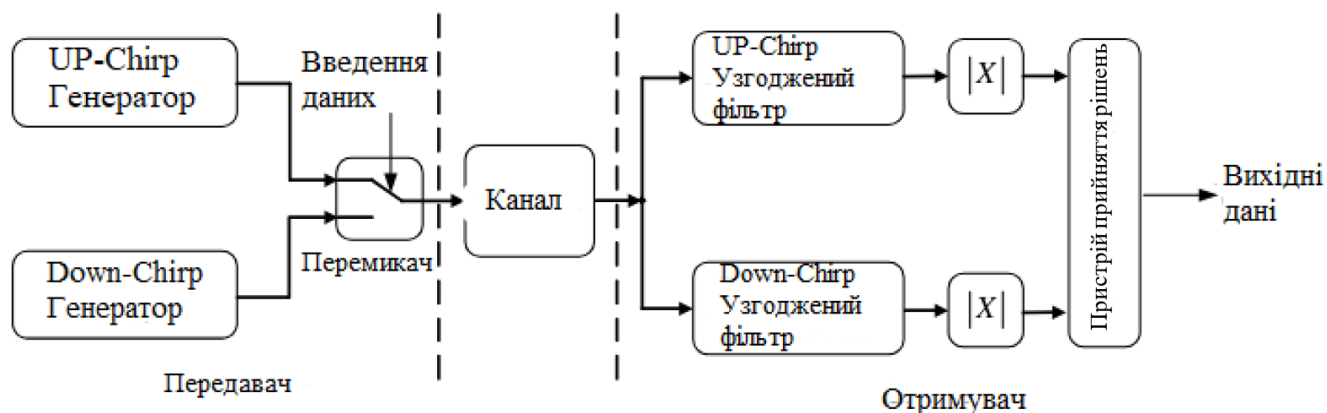 UP-Chirp
Генератор
Введення
даних
Down-Chirp
Генератор
Перемикач
Передавач
Канал
UP-Chirp
Узгоджений
фільтр
|X|
Down-Chirp
Узгоджений
фільтр
|X|
Пристрій прийняття рішень
Вихідні
дані
Отримувач